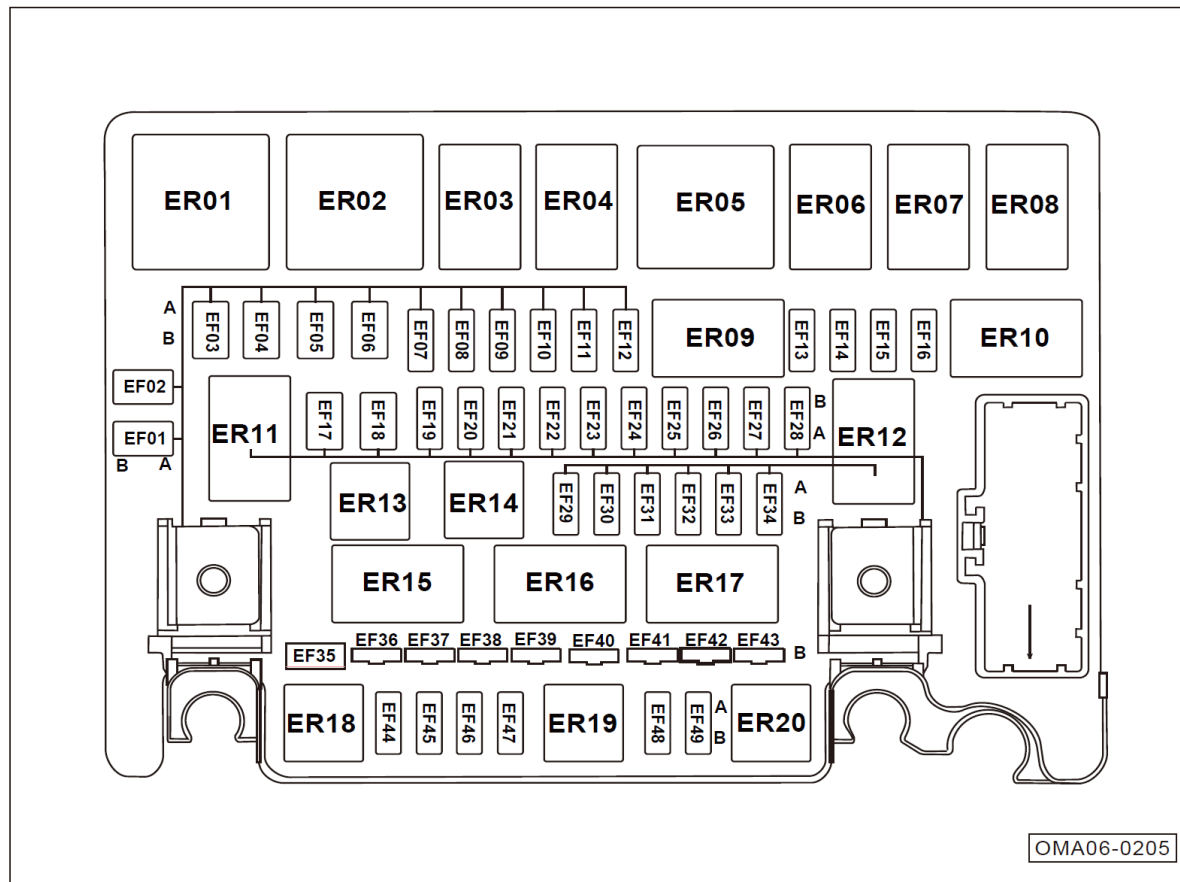 ER01 ER02 ER03 ER04 ER05 ER06 ER07 ER08
A
B
EF03 EF04 EF05 EF06 EF07 EF08 EF09 EF10 EF11 EF12 ER09 EF13 EF14 EF15 EF16 ER10
EF02
EF01
B A
ER11 EF17 EF18 EF19 EF20 EF21 EF22 EF23 EF24 EF25 EF26 EF27 EF28 B
A
ER12
ER13 ER14 EF29 EF30 EF31 EF32 EF33 EF34 A
B
ER15 ER16 ER17
EF35 EF36 EF37 EF38 EF39 EF40 EF41 EF42 EF43 B
ER18 EF44 EF45 EF46 EF47 ER19 EF48 EF49 A
B
ER20
OMA06-0205